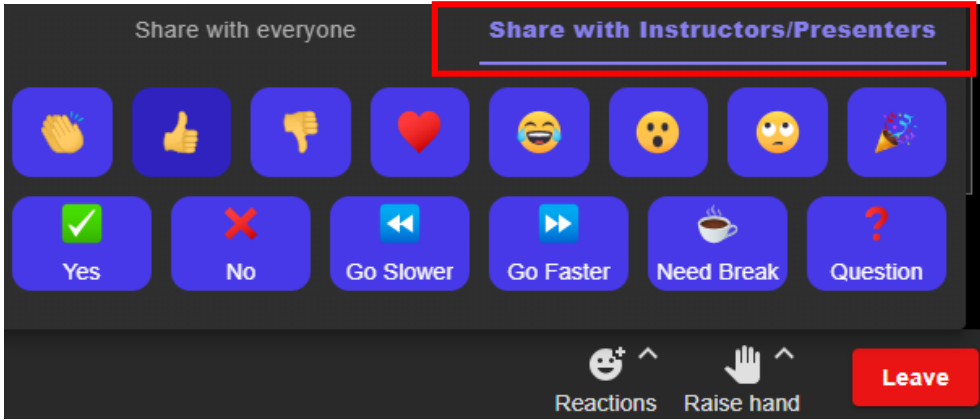 Share with everyone
Share with Instructors/Presenters
Yes
No
Go Slower
Go Faster
Need Break
Question
Reactions
Raise hand
Leave